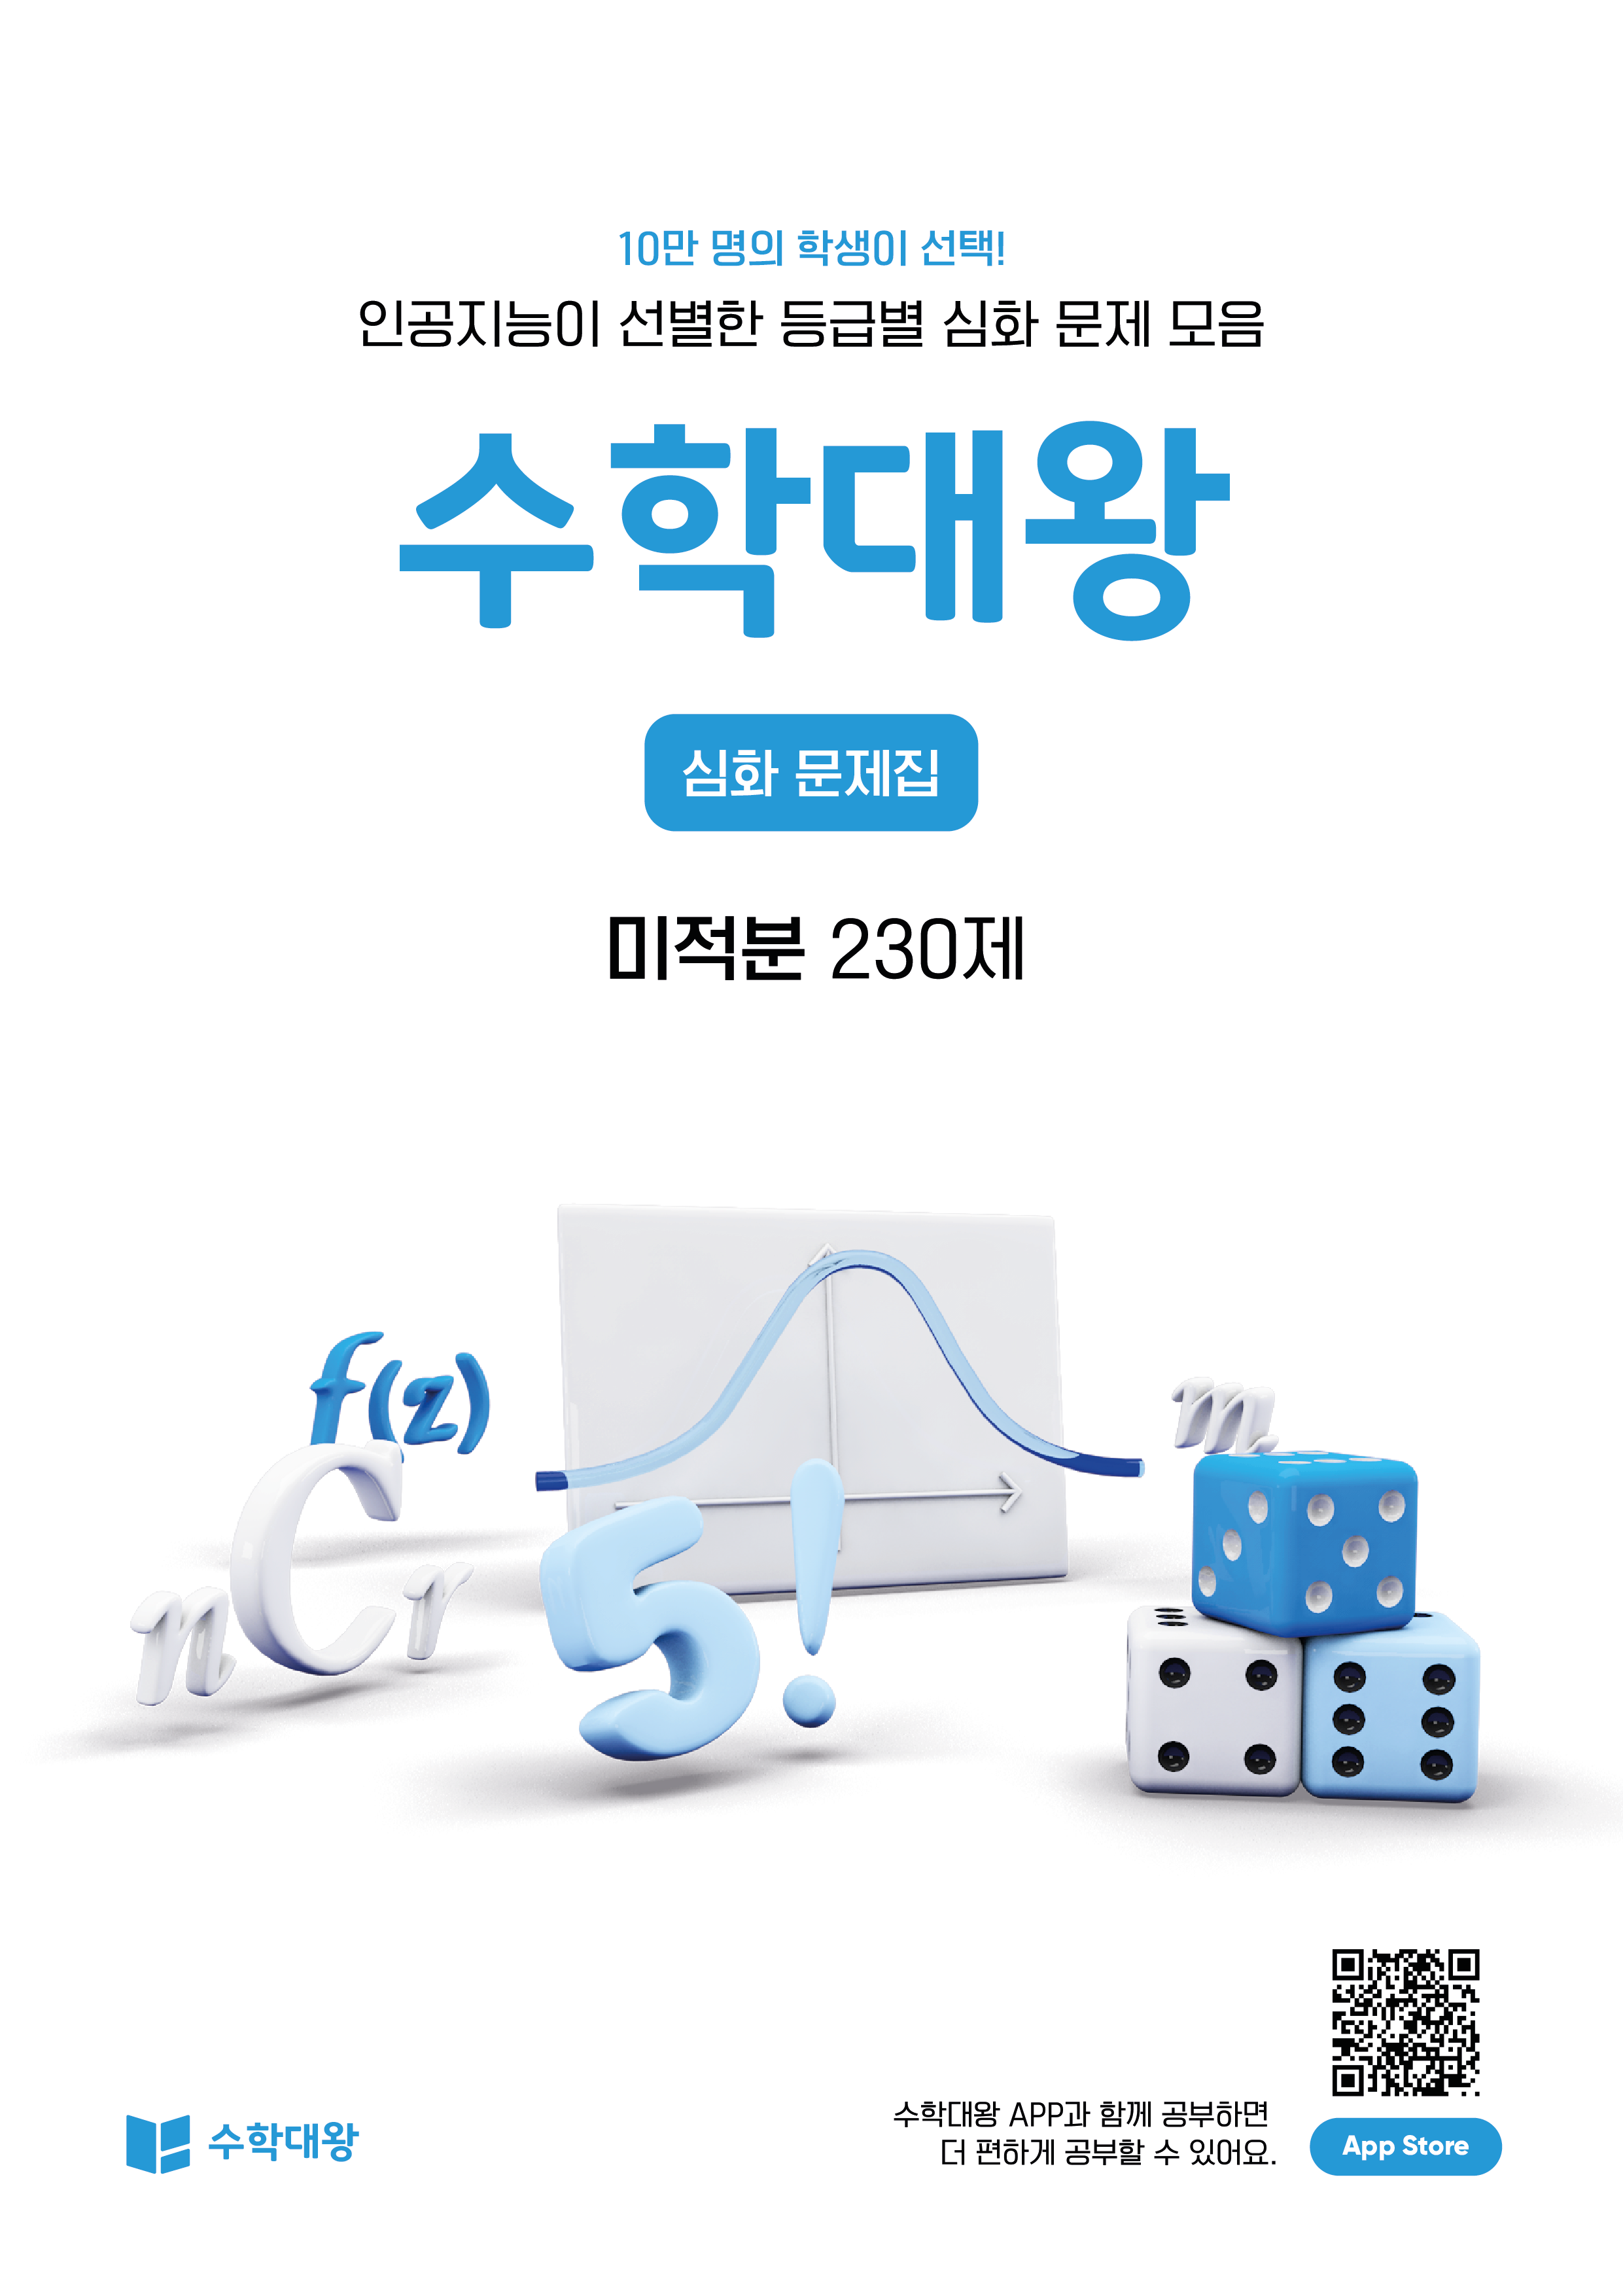 10만 명의 학생이 선택!
인공지능이 선별한 등급별 심화 문제 모음
수학대왕
심화 문제집
미적분 230제
f(z)
nCr
5!
m
수학대왕
수학대왕 APP과 함께 공부하면
더 편하게 공부할 수 있어요.
App Store